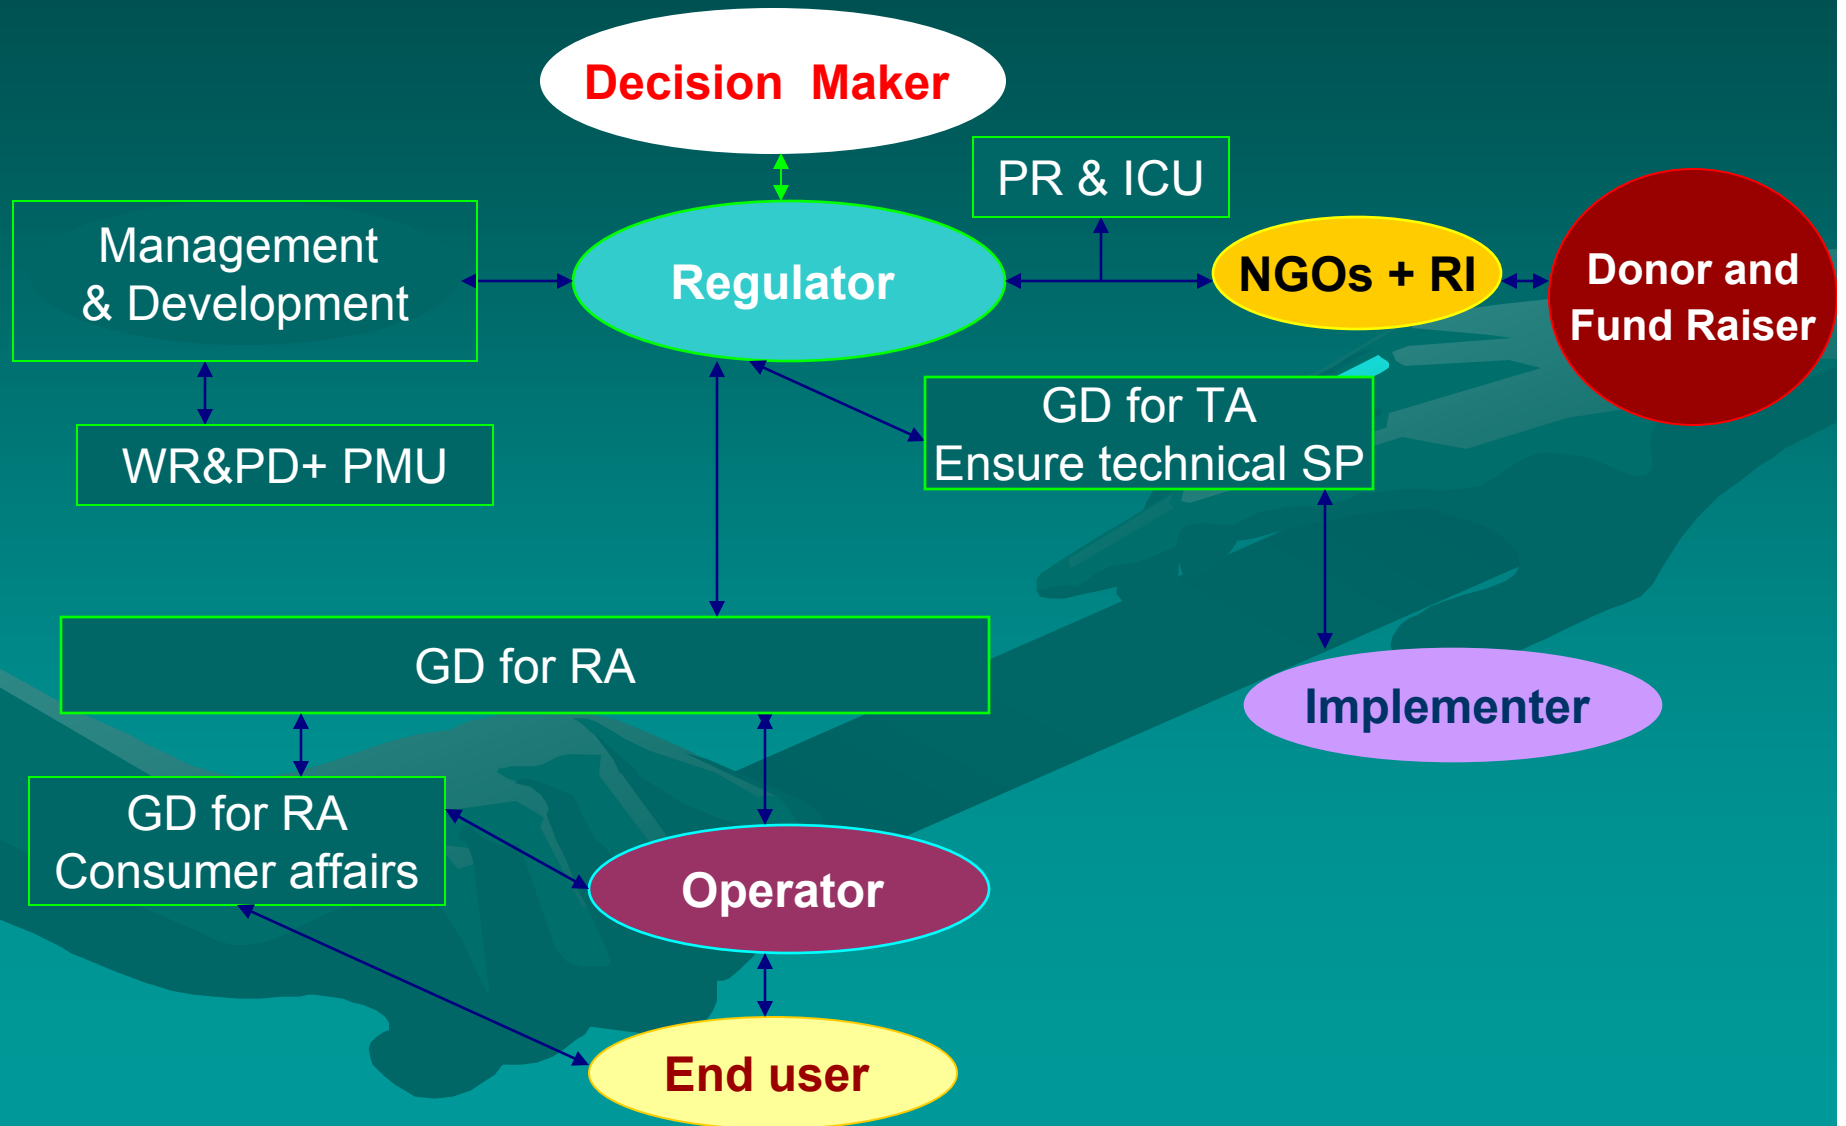 Decision Maker
PR & ICU
Management
& Development
Regulator
NGOs + RI
Donor and
Fund Raiser
GD for TA
Ensure technical SP
WR&PD+ PMU
GD for RA
Implementer
GD for RA
Consumer affairs
Operator
End user